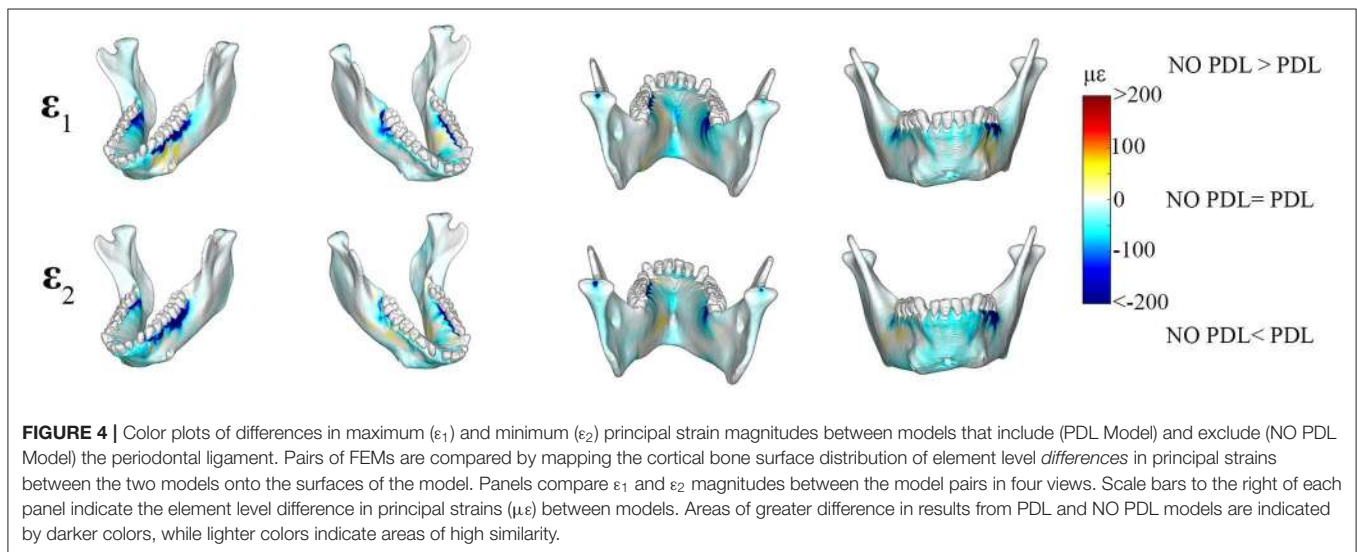 ε1
ε2
με
>200
100
0
-100
<-200
NO PDL > PDL
NO PDL= PDL
NO PDL< PDL
FIGURE 4 | Color plots of differences in maximum (ε1) and minimum (ε2) principal strain magnitudes between models that include (PDL Model) and exclude (NO PDL
Model) the periodontal ligament. Pairs of FEMs are compared by mapping the cortical bone surface distribution of element level differences in principal strains
between the two models onto the surfaces of the model. Panels compare ε1 and ε2 magnitudes between the model pairs in four views. Scale bars to the right of each
panel indicate the element level difference in principal strains (με) between models. Areas of greater difference in results from PDL and NO PDL models are indicated
by darker colors, while lighter colors indicate areas of high similarity.